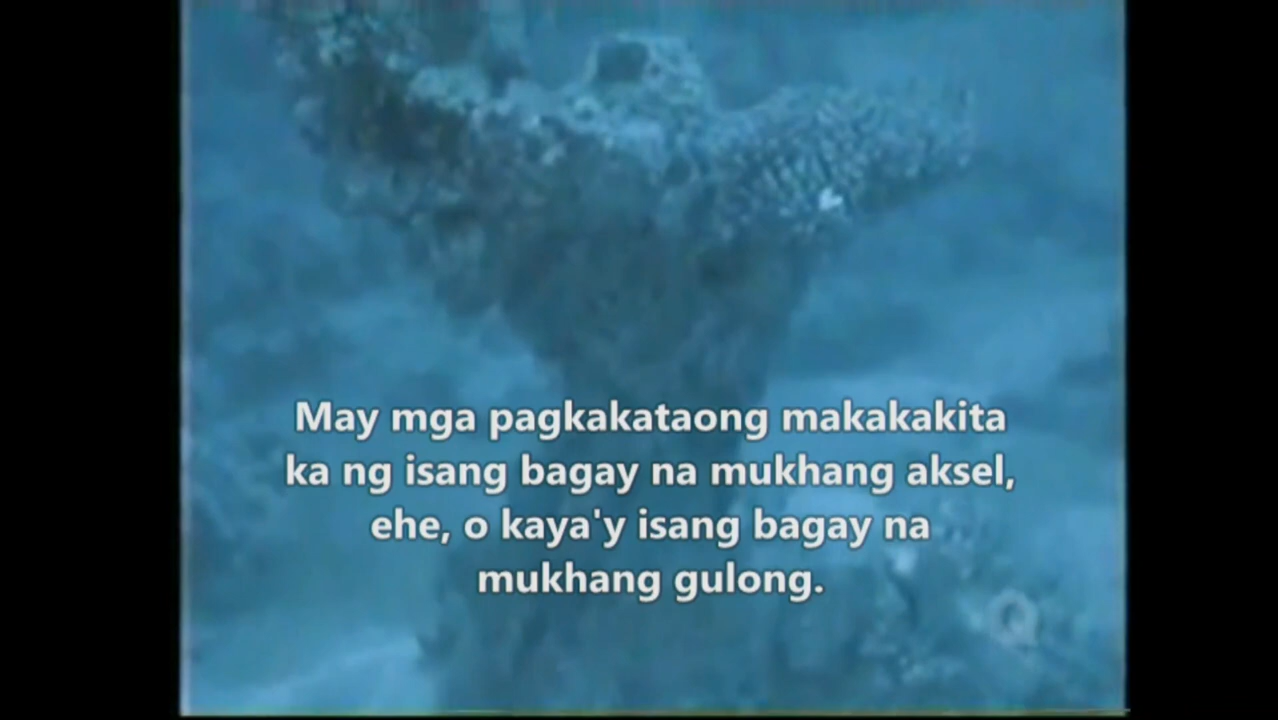 May mga pagkakataong makakakita
ka ng isang bagay na mukhang aksel,
ehe, o kaya'y isang bagay na
mukhang gulong.
Q